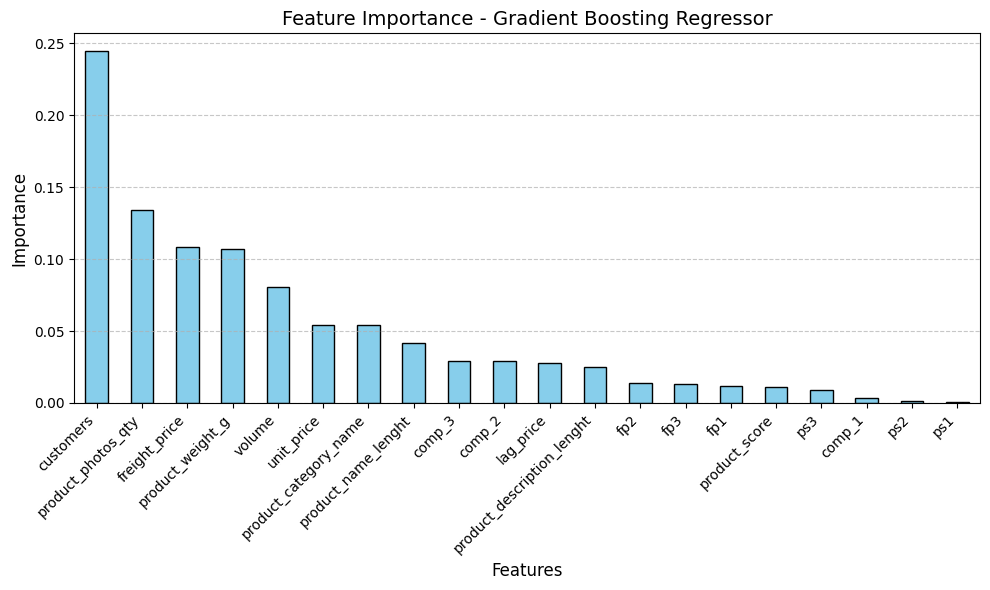 Feature Importance - Gradient Boosting Regressor
Importance
0.25
0.20
0.15
0.10
0.05
0.00
customers
product_photos_qty
freight_price
product_weight_g
volume
unit_price
product_category_name
product_name_lenght
comp_3
comp_2
lag_price
product_description_lenght
fp2
fp3
fp1
product_score
ps3
comp_1
ps2
ps1
Features